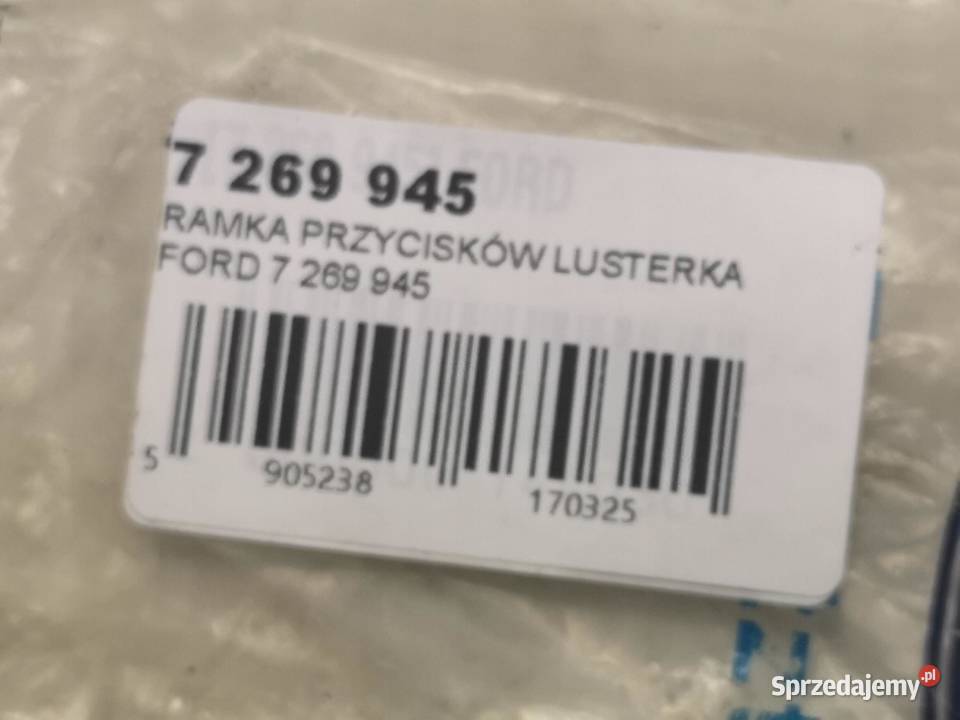 7 269 945
RAMKA PRZYCISKÓW LUSTERKA
FORD 7 269 945
5 905238 170325
Sprzedajemy.pl